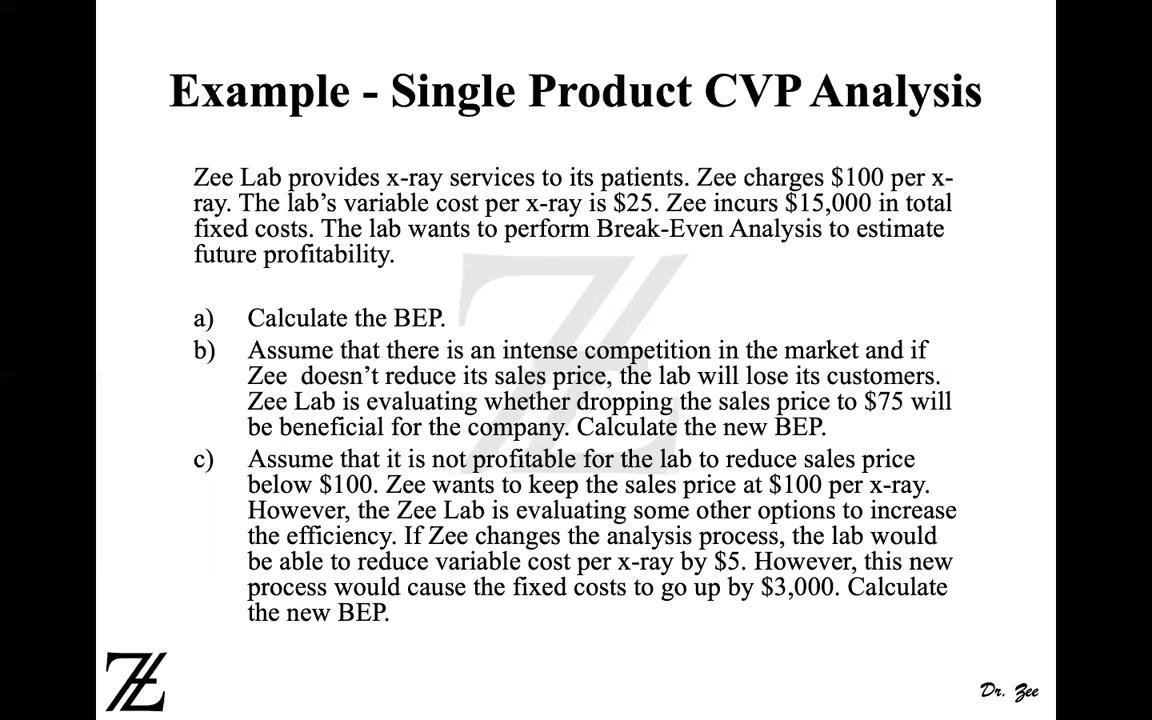 Example - Single Product CVP Analysis
Zee Lab provides x-ray services to its patients. Zee charges $100 per x-
ray. The lab’s variable cost per x-ray is $25. Zee incurs $15,000 in total
fixed costs. The lab wants to perform Break-Even Analysis to estimate
future profitability.
a) Calculate the BEP.
b) Assume that there is an intense competition in the market and if
Zee doesn’t reduce its sales price, the lab will lose its customers.
Zee Lab is evaluating whether dropping the sales price to $75 will
be beneficial for the company. Calculate the new BEP.
c) Assume that it is not profitable for the lab to reduce sales price
below $100. Zee wants to keep the sales price at $100 per x-ray.
However, the Zee Lab is evaluating some other options to increase
the efficiency. If Zee changes the analysis process, the lab would
be able to reduce variable cost per x-ray by $5. However, this new
process would cause the fixed costs to go up by $3,000. Calculate
the new BEP.
Dr. Zee